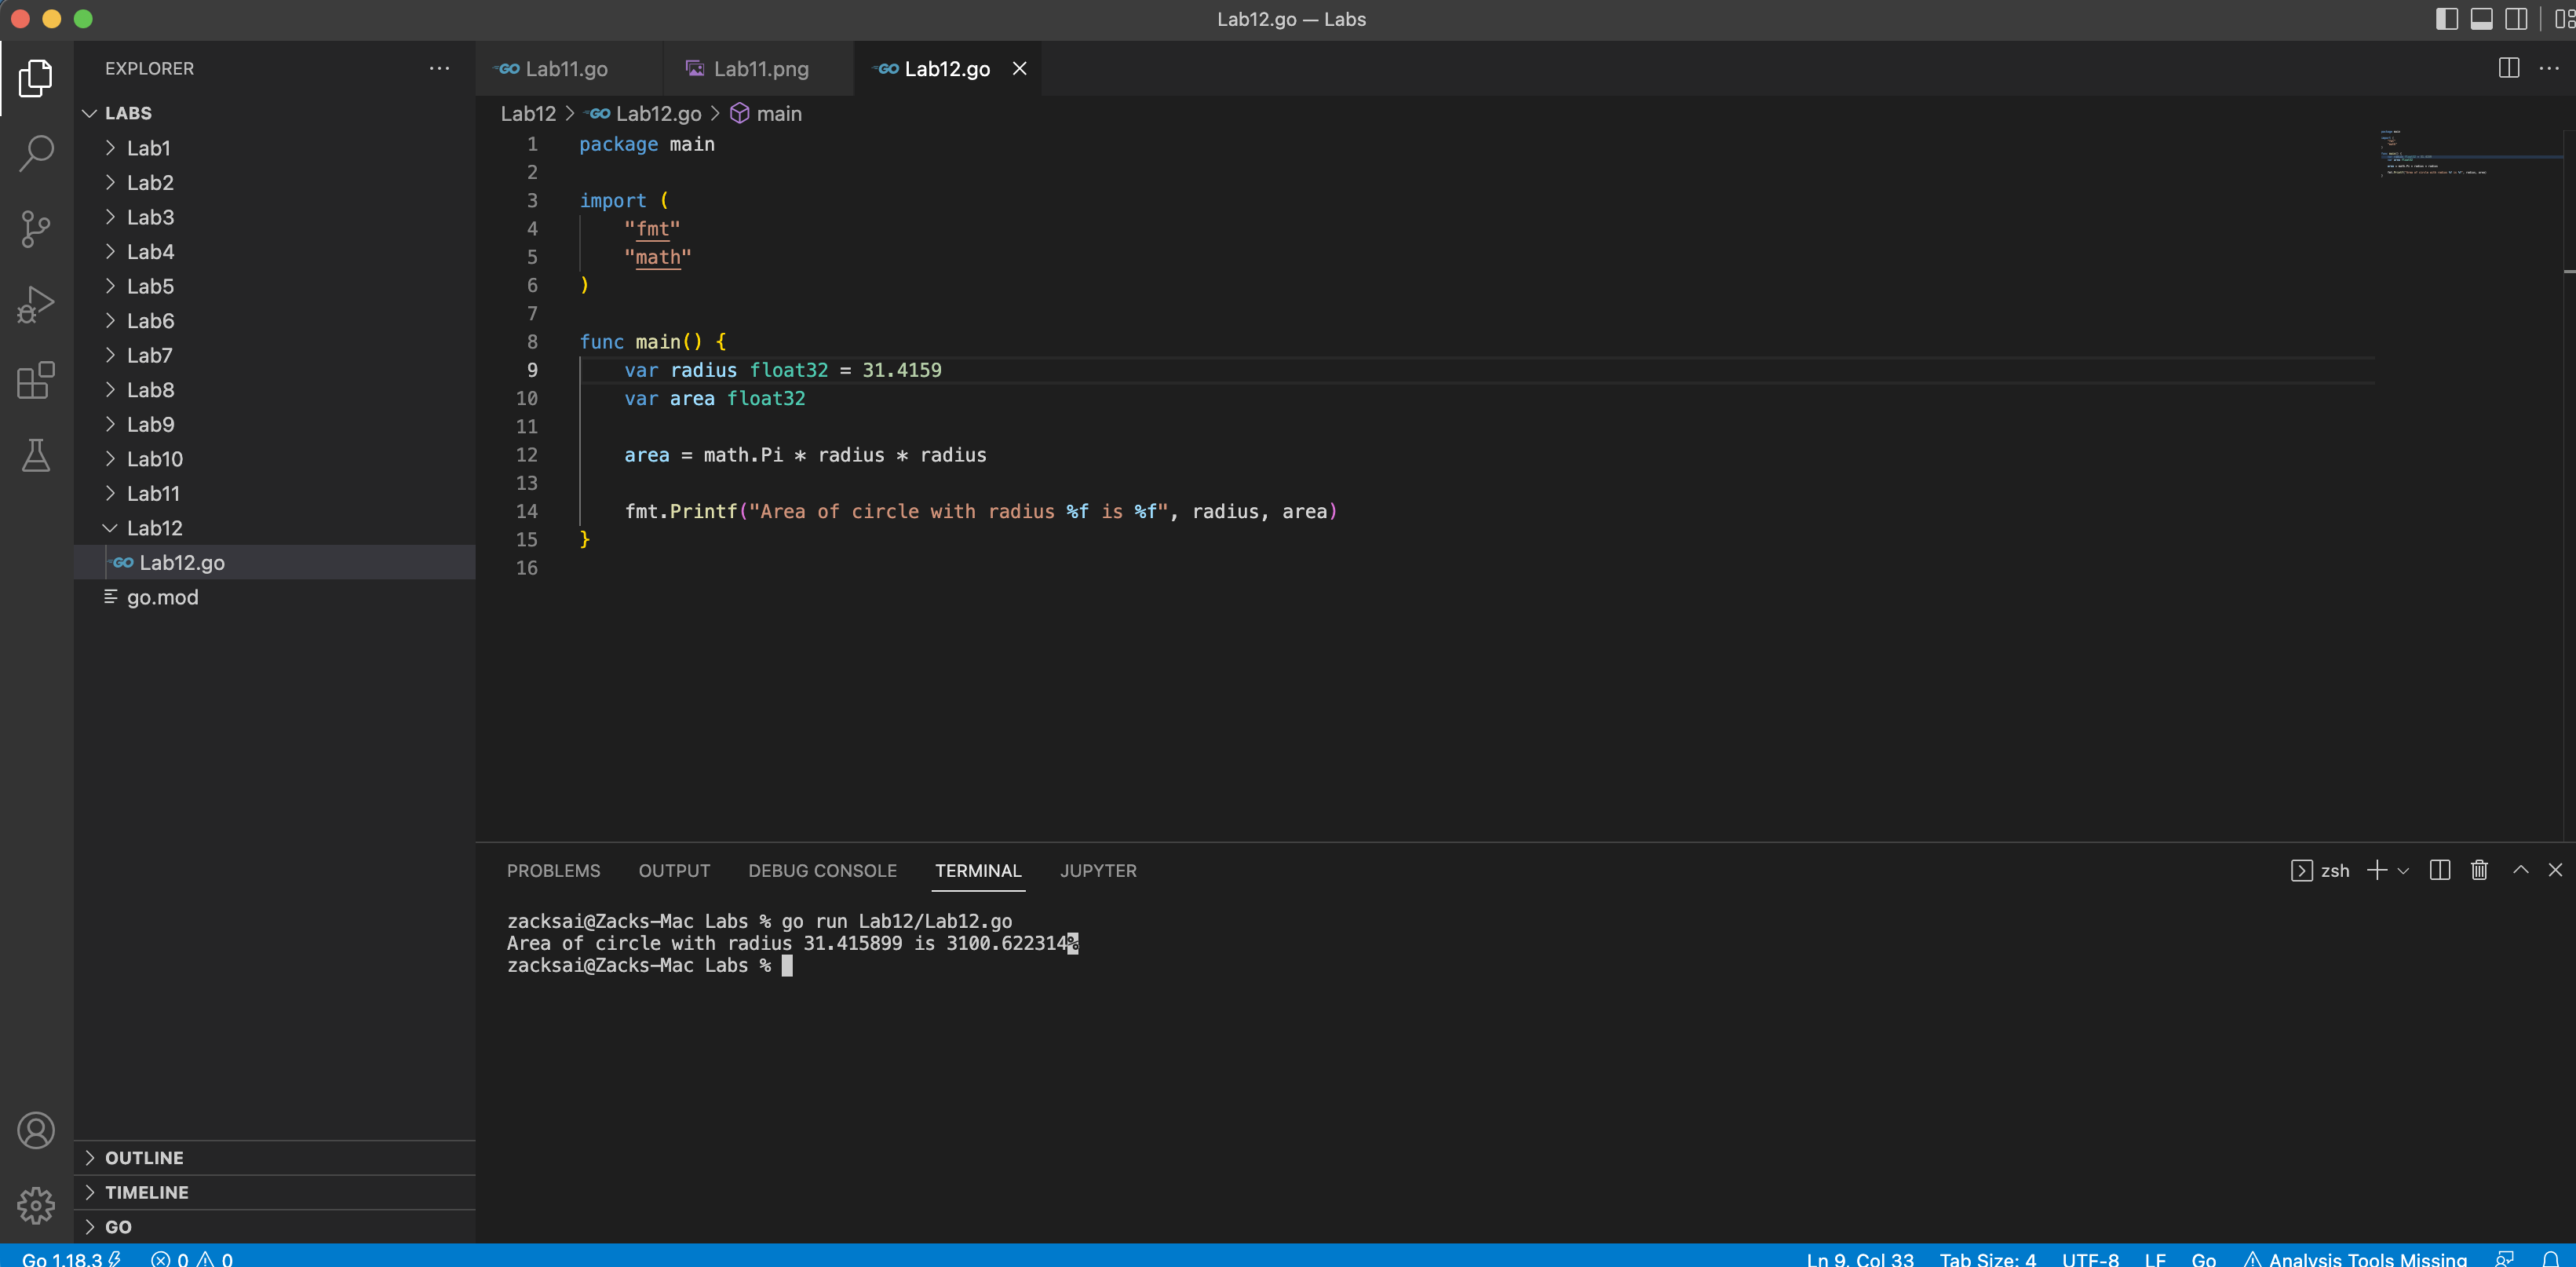 Lab12.go — Labs
EXPLORER
LABS
Lab1
Lab2
Lab3
Lab4
Lab5
Lab6
Lab7
Lab8
Lab9
Lab10
Lab11
Lab12
GO Lab12.go
go.mod
OUTLINE
TIMELINE
GO
GO Lab11.go
Lab11.png
GO Lab12.go
Lab12 > GO Lab12.go > main
1 package main
2
3 import (
4 "fmt"
5 "math"
6 )
7
8 func main() {
9 var radius float32 = 31.4159
10 var area float32
11
12 area = math.Pi * radius * radius
13
14 fmt.Printf("Area of circle with radius %f is %f", radius, area)
15 }
16
PROBLEMS OUTPUT DEBUG CONSOLE TERMINAL JUPYTER
zsh
zacksai@Zacks-Mac Labs % go run Lab12/Lab12.go
Area of circle with radius 31.415899 is 3100.622314%
zacksai@Zacks-Mac Labs %
Go 1.18.3 0 0 Ln 9, Col 33 Tab Size: 4 UTF-8 LF Go Analysis Tools Missing